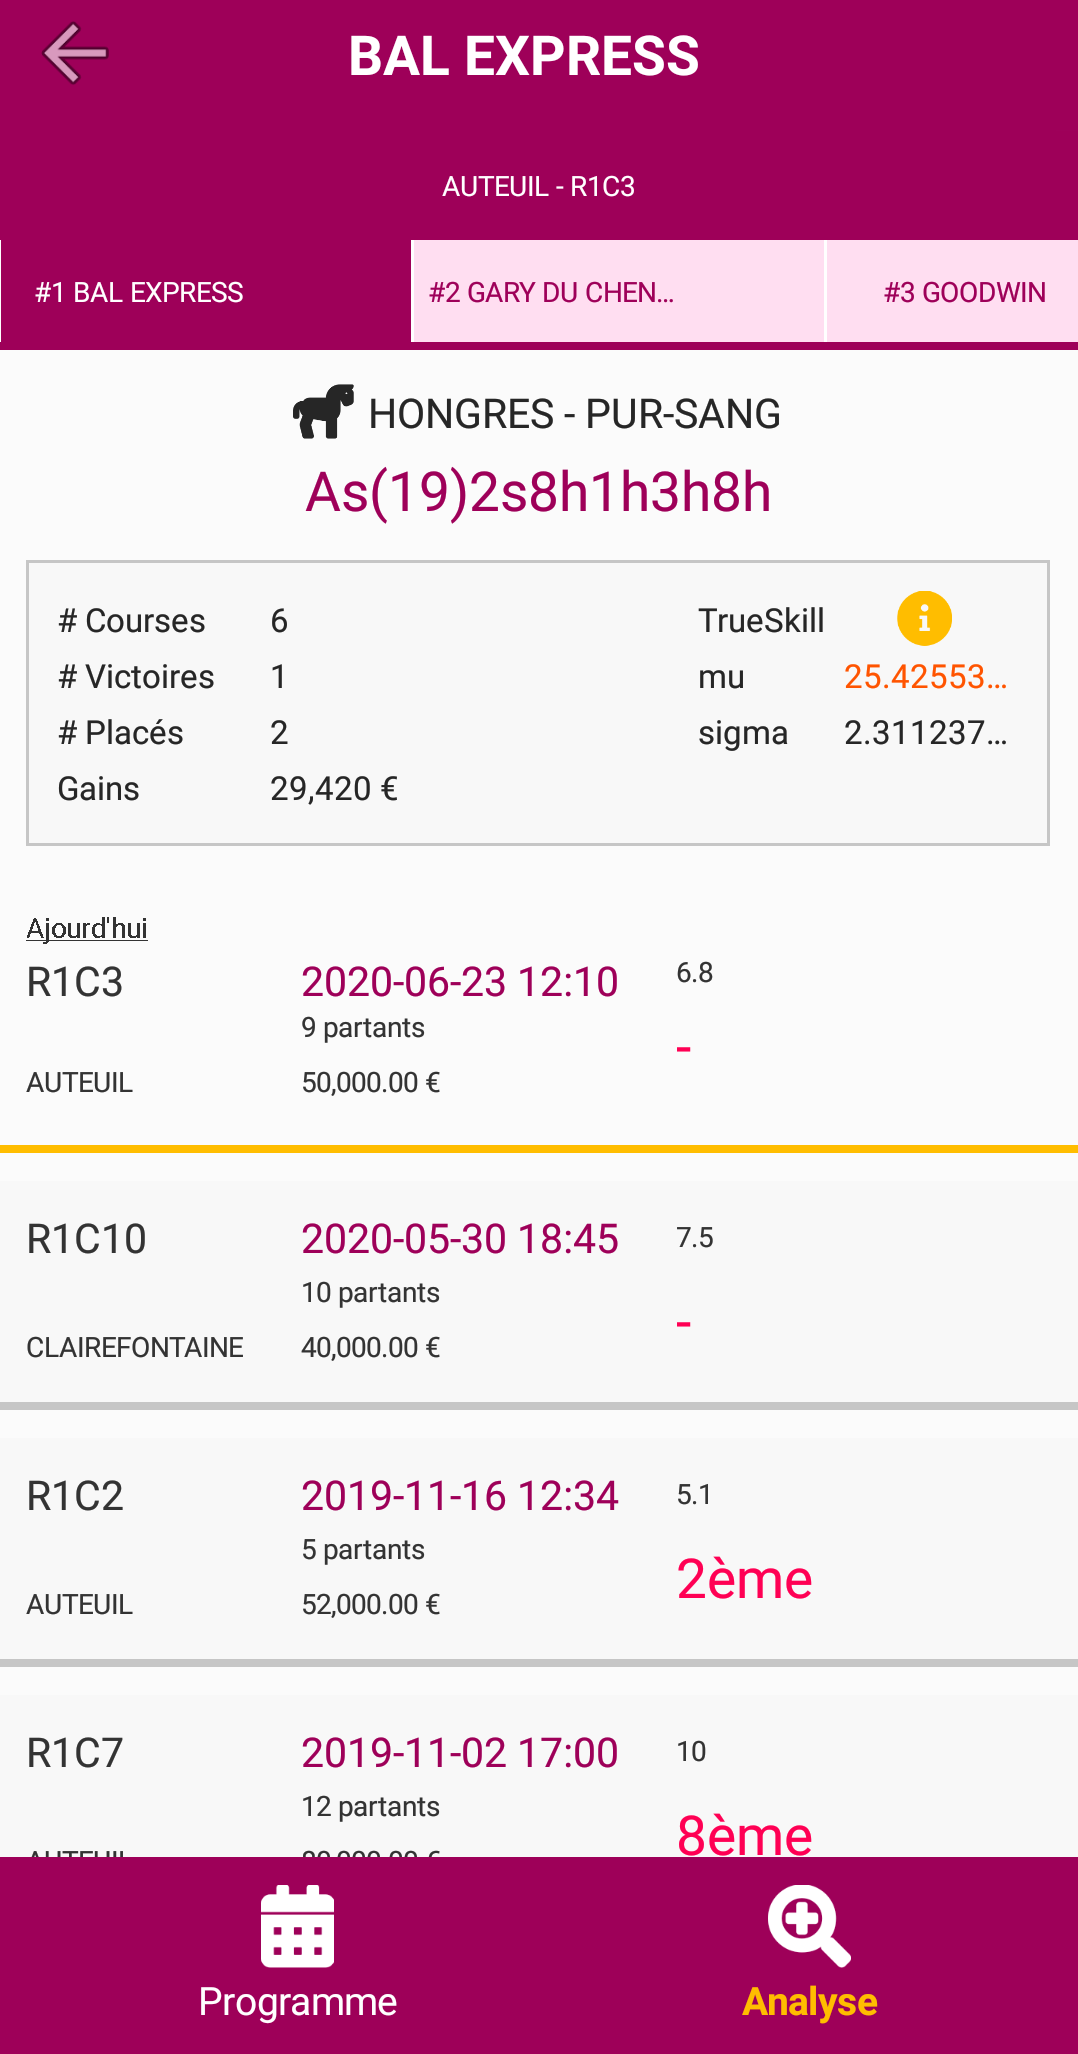 BAL EXPRESS
AUTEUIL - R1C3
#1 BAL EXPRESS
#2 GARY DU CHEN...
#3 GOODWIN
HONGRES - PUR-SANG
As(19)2s8h1h3h8h
# Courses 6 TrueSkill
# Victoires 1 mu 25.42553...
# Placés 2 sigma 2.311237...
Gains 29,420 €
Ajourd'hui
R1C3 2020-06-23 12:10 6.8
9 partants
-
AUTEUIL 50,000.00 €
R1C10 2020-05-30 18:45 7.5
10 partants
-
CLAIREFONTAINE 40,000.00 €
R1C2 2019-11-16 12:34 5.1
5 partants
2ème
AUTEUIL 52,000.00 €
R1C7 2019-11-02 17:00 10
12 partants
8ème
AUTEUIL
Programme
Analyse